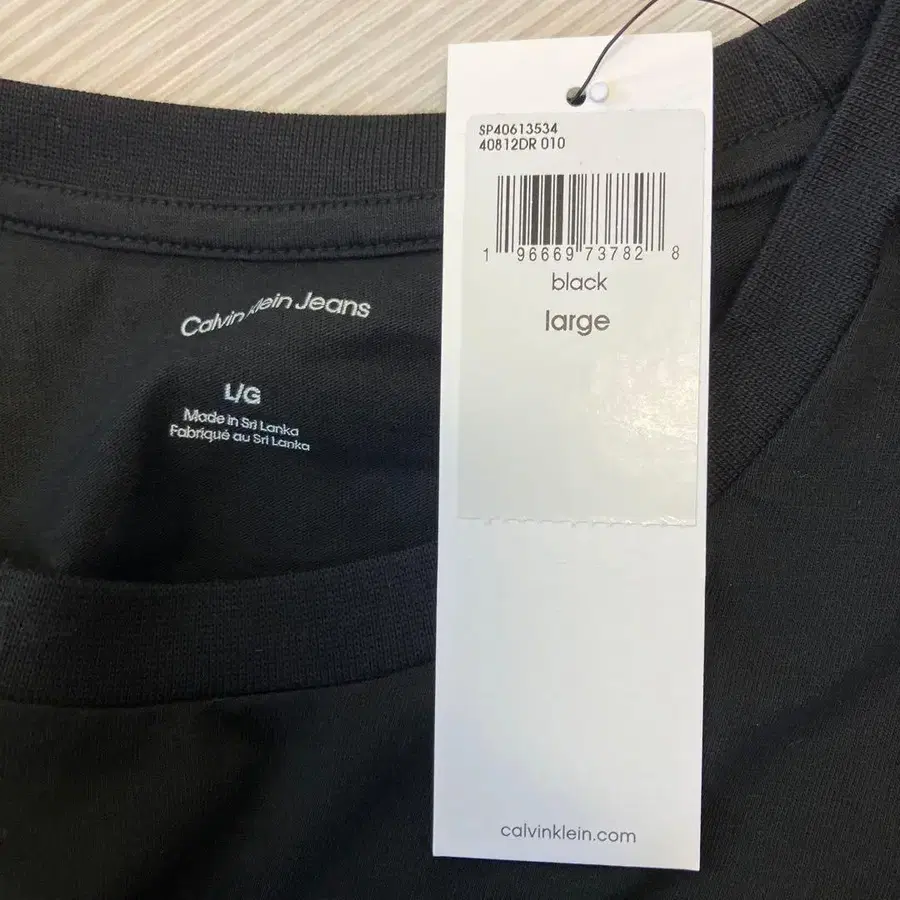 SP40613534
40812DR 010
1 96669 73782 8
black
large
Calvin Klein Jeans
L/G
Made in Sri Lanka
Fabriqué au Sri Lanka
calvinklein.com